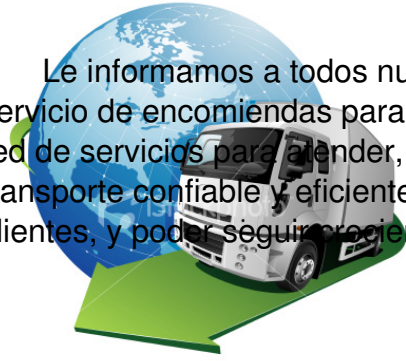 Le informamos a todos nu
ervicio de encomiendas para
ed de servicios para atender,
ansporte confiable y eficiente
lientes, y poder seguir crecie